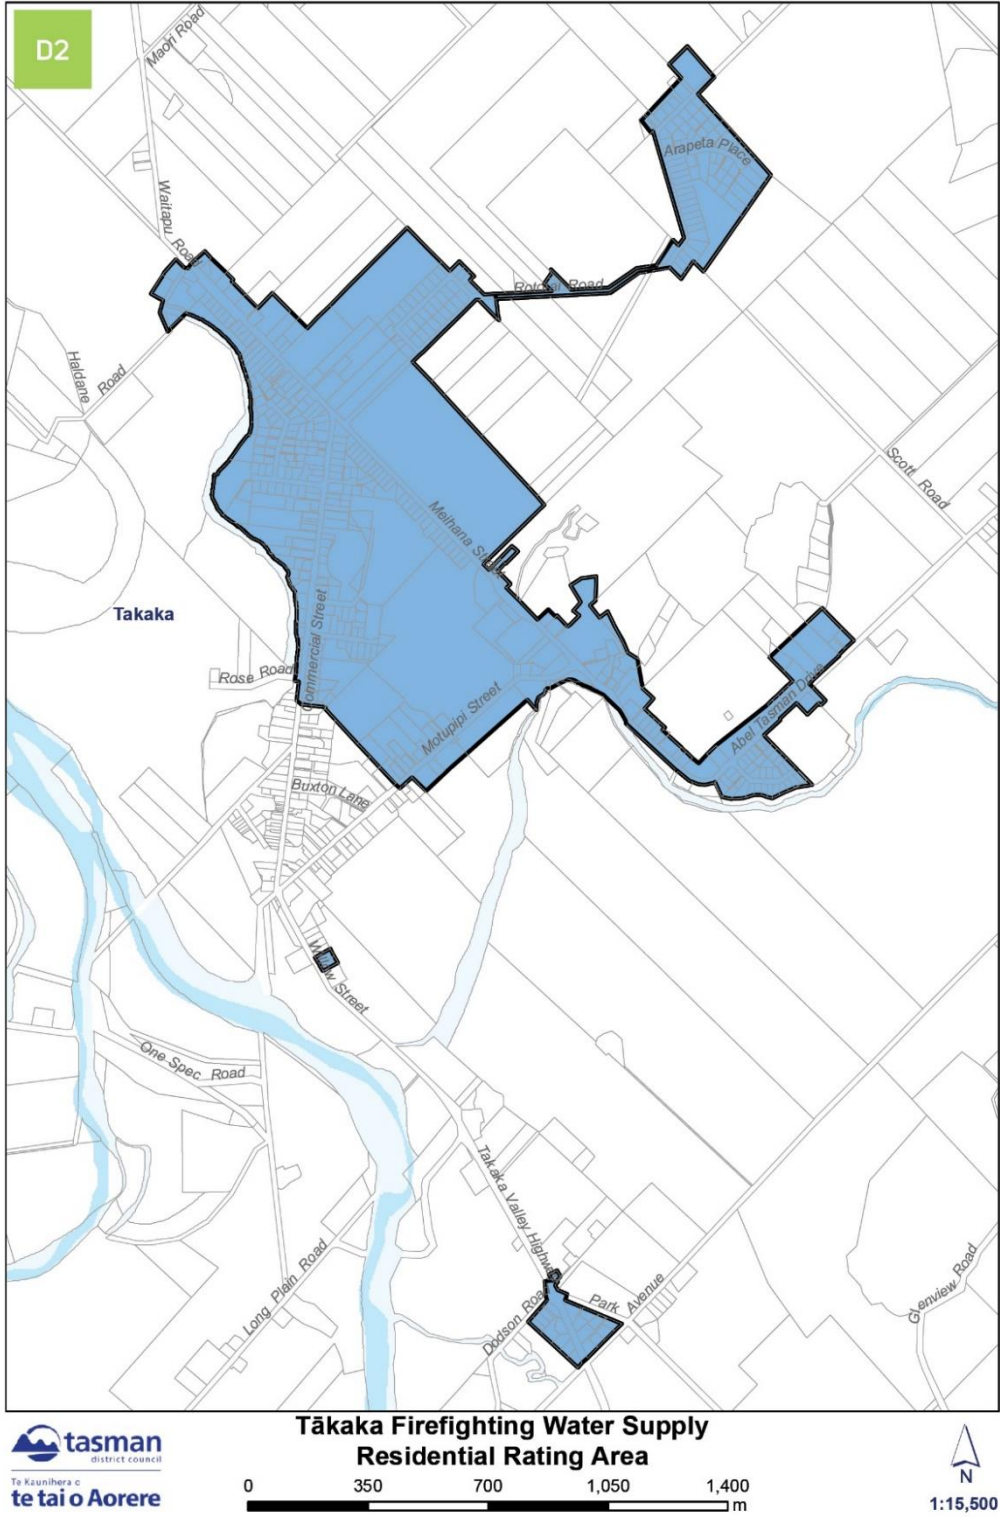 D2
Maori Road
Waitapu Road
Arapeta Place
Rototai Road
Haldane
Road
Scott Road
Meihana Street
Takaka
Commercial Street
Rose Road
Motupipi Street
Abel Tasman Drive
Buxton Lane
Willow Street
One Spec Road
Takaka Valley Highway
Long Plain Road
Dodson Road
Park Avenue
Glenview Road
Tākaka Firefighting Water Supply
Residential Rating Area
tasman
district council
Te Kaunihera o
te tai o Aorere
0 350 700 1,050 1,400
m
N
1:15,500